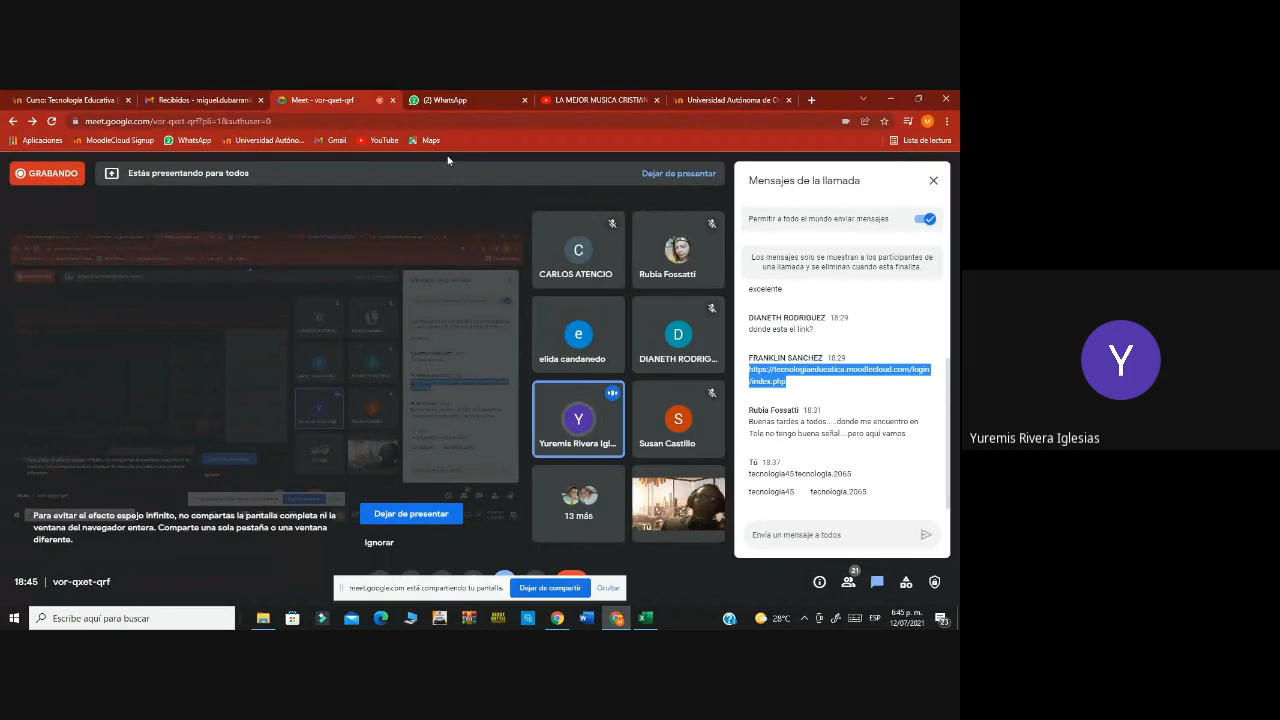 Curso: Tecnología Educativa (
Recibidos - miguel.dubarran(
Meet - vor-qxet-qrf
(2) WhatsApp
LA MEJOR MUSICA CRISTIAN
Universidad Autónoma de Ch
meet.google.com/vor-qxet-qrf?pli=1&authuser=0
M
Aplicaciones
MoodleCloud Signup
WhatsApp
Universidad Autóno...
Gmail
YouTube
Maps
Lista de lectura
GRABANDO
Estás presentando para todos
Dejar de presentar
Mensajes de la llamada
Permitir a todo el mundo enviar mensajes
Los mensajes solo se muestran a los participantes de
una llamada y se eliminan cuando esta finaliza.
excelente
DIANETH RODRIGUEZ 18:29
donde esta el link?
FRANKLIN SANCHEZ 18:29
https://tecnologiaeducatica.moodlecloud.com/login
/index.php
Rubia Fossatti 18:31
Buenas tardes a todos.....donde me encuentro en
Tole no tengo buena señal....pero aquí vamos
Tú 18:37
tecnologia45 tecnologia.2065
tecnologia45 tecnologia.2065
Envía un mensaje a todos
C
CARLOS ATENCIO
Rubia Fossatti
e
elida candanedo
D
DIANETH RODRIG...
Y
Yuremis Rivera Igl...
S
Susan Castillo
13 más
Tú
Para evitar el efecto espejo infinito, no compartas la pantalla completa ni la
ventana del navegador entera. Comparte una sola pestaña o una ventana
diferente.
Dejar de presentar
Ignorar
18:45 | vor-qxet-qrf
meet.google.com está compartiendo tu pantalla.
Dejar de compartir
Ocultar
21
Escribe aquí para buscar
28°C
ESP
6:45 p. m.
12/07/2021
23
Y
Yuremis Rivera Iglesias